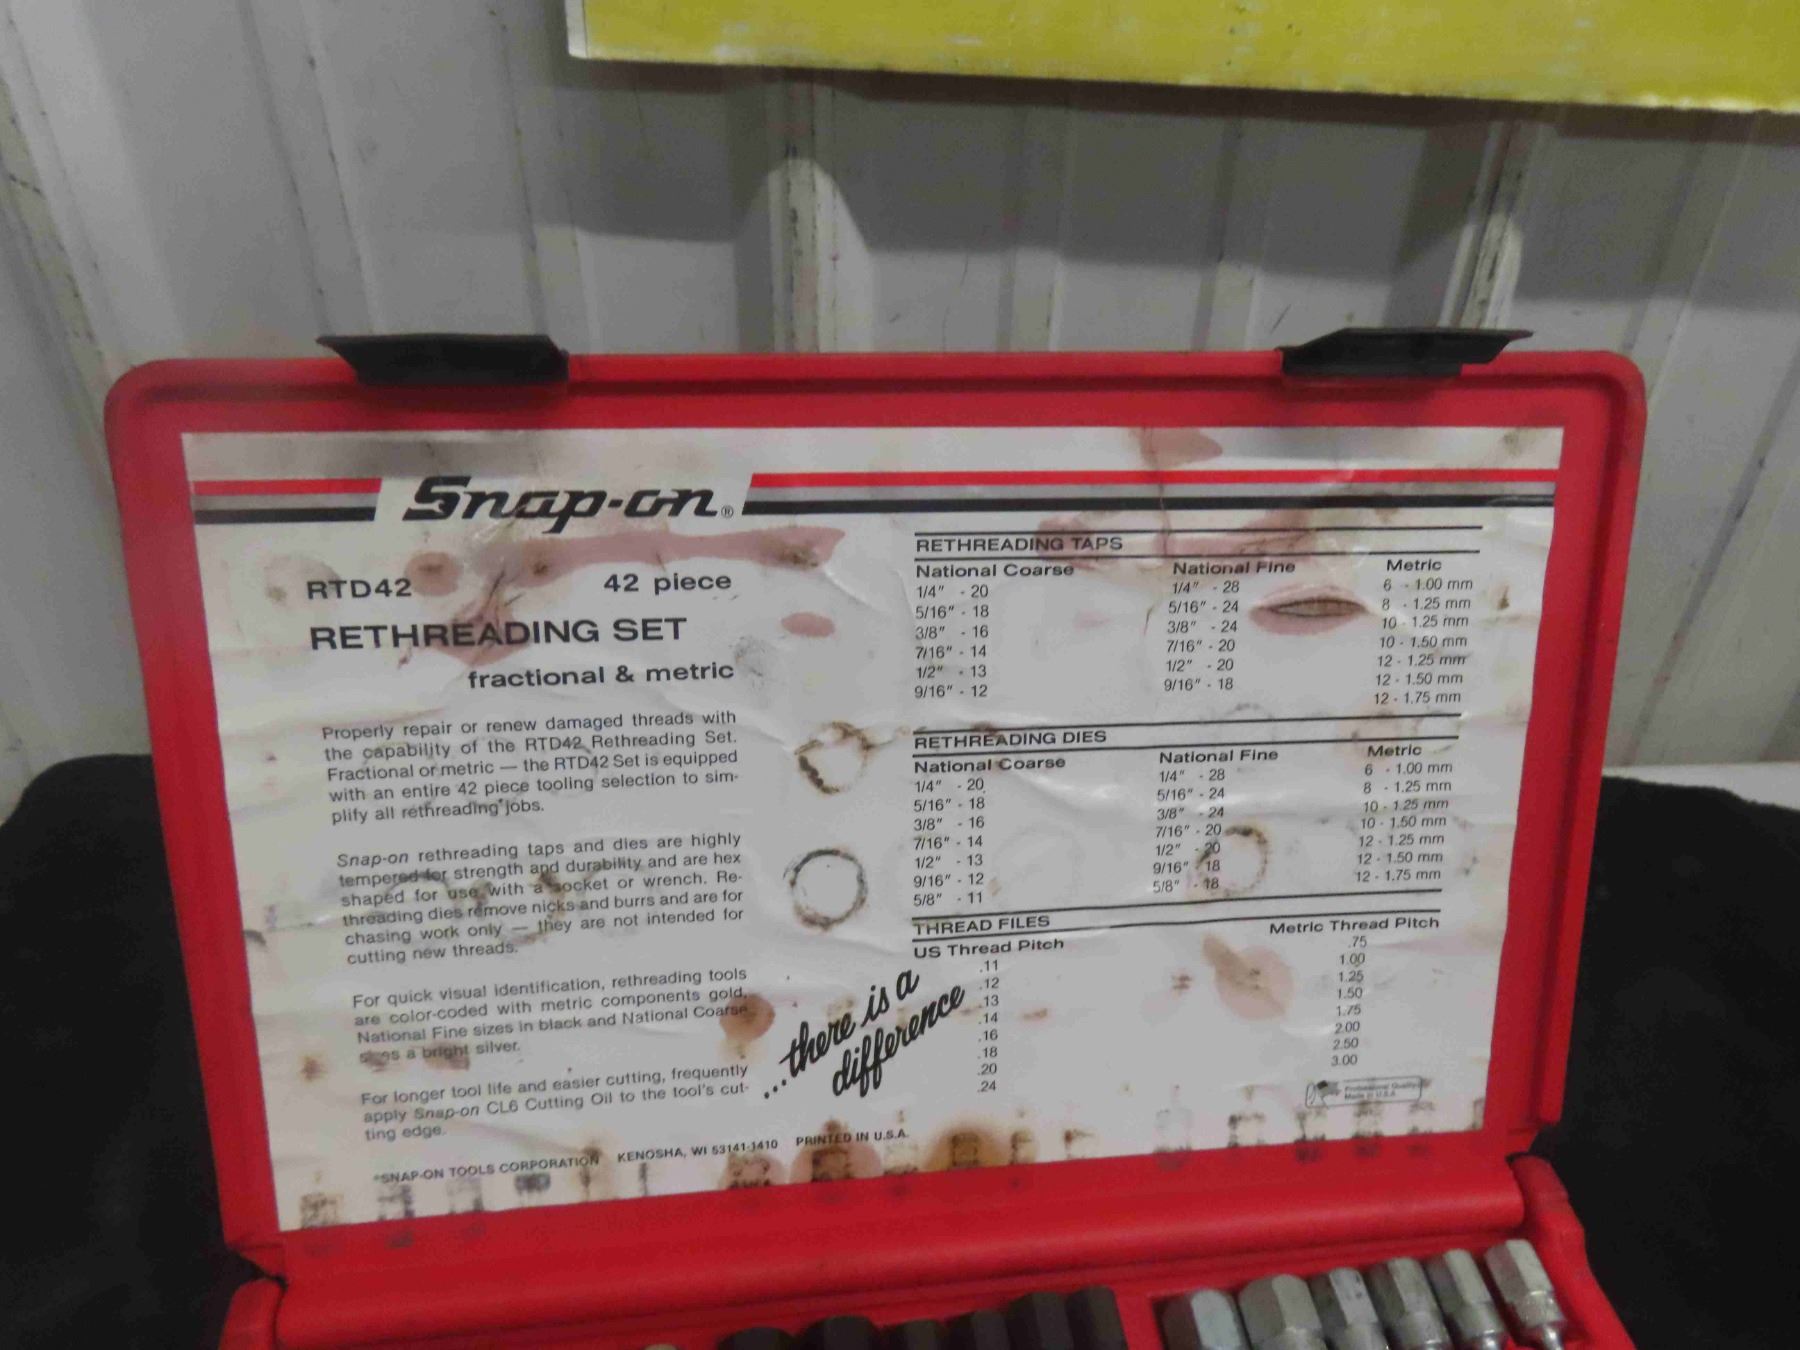 Snap-on®
RTD42 42 piece
RETHREADING SET
fractional & metric
Properly repair or renew damaged threads with
the capability of the RTD42 Rethreading Set.
Fractional or metric — the RTD42 Set is equipped
with an entire 42 piece tooling selection to sim-
plify all rethreading jobs.
Snap-on rethreading taps and dies are highly
tempered for strength and durability and are hex
shaped for use with a socket or wrench. Re-
threading dies remove nicks and burrs and are for
chasing work only — they are not intended for
cutting new threads.
For quick visual identification, rethreading tools
are color-coded with metric components gold,
National Fine sizes in black and National Coarse
sizes a bright silver.
For longer tool life and easier cutting, frequently
apply Snap-on CL6 Cutting Oil to the tool's cut-
ting edge.
*SNAP-ON TOOLS CORPORATION KENOSHA, WI 53141-1410 PRINTED IN U.S.A.
...there is a
difference
RETHREADING TAPS
National Coarse National Fine Metric
1/4" - 20 1/4" - 28 6 - 1.00 mm
5/16" - 18 5/16" - 24 8 - 1.25 mm
3/8" - 16 3/8" - 24 10 - 1.25 mm
7/16" - 14 7/16" - 20 10 - 1.50 mm
1/2" - 13 1/2" - 20 12 - 1.25 mm
9/16" - 12 9/16" - 18 12 - 1.50 mm
12 - 1.75 mm
RETHREADING DIES
National Coarse National Fine Metric
1/4" - 20 1/4" - 28 6 - 1.00 mm
5/16" - 18 5/16" - 24 8 - 1.25 mm
3/8" - 16 3/8" - 24 10 - 1.25 mm
7/16" - 14 7/16" - 20 10 - 1.50 mm
1/2" - 13 1/2" - 20 12 - 1.25 mm
9/16" - 12 9/16" 18 12 - 1.50 mm
5/8" - 11 5/8" - 18 12 - 1.75 mm
THREAD FILES
US Thread Pitch Metric Thread Pitch
.11 .75
.12 1.00
.13 1.25
.14 1.50
.16 1.75
.18 2.00
.20 2.50
.24 3.00
Professional Quality
Made in U.S.A.